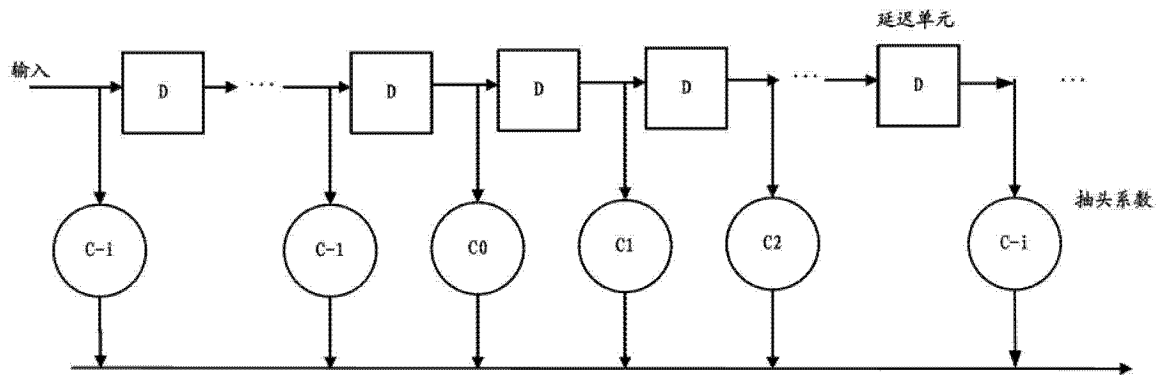 延迟单元
输入
D ... D D D ... D ...
抽头系数
C-i C-1 C0 C1 C2 C-i